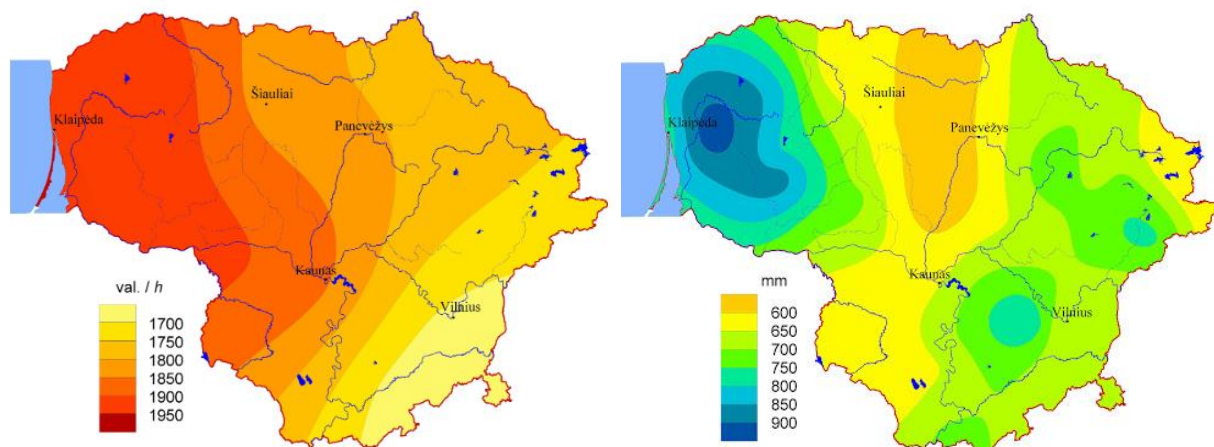 Šiauliai
Klaipėda
Panevėžys
Kaunas
Vilnius
val. / h
1700
1750
1800
1850
1900
1950
Šiauliai
Klaipėda
Panevėžys
Kaunas
Vilnius
mm
600
650
700
750
800
850
900